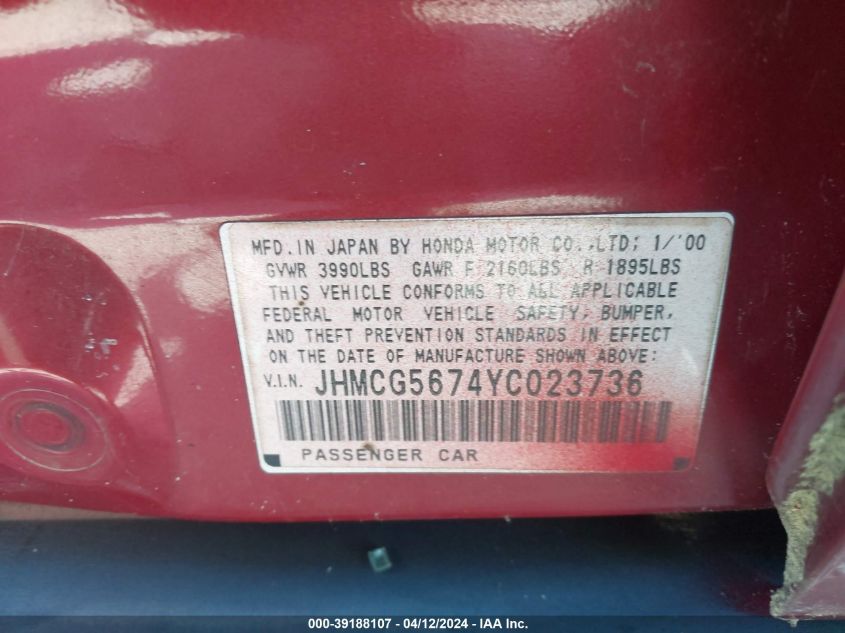 MFD. IN JAPAN BY HONDA MOTOR CO.,LTD; 1/'00
GVWR 3990LBS GAWR F 2160LBS R 1895LBS
THIS VEHICLE CONFORMS TO ALL APPLICABLE
FEDERAL MOTOR VEHICLE SAFETY, BUMPER,
AND THEFT PREVENTION STANDARDS IN EFFECT
ON THE DATE OF MANUFACTURE SHOWN ABOVE:
V.I.N. JHMCG5674YC023736
PASSENGER CAR
000-39188107 - 04/12/2024 - IAA Inc.